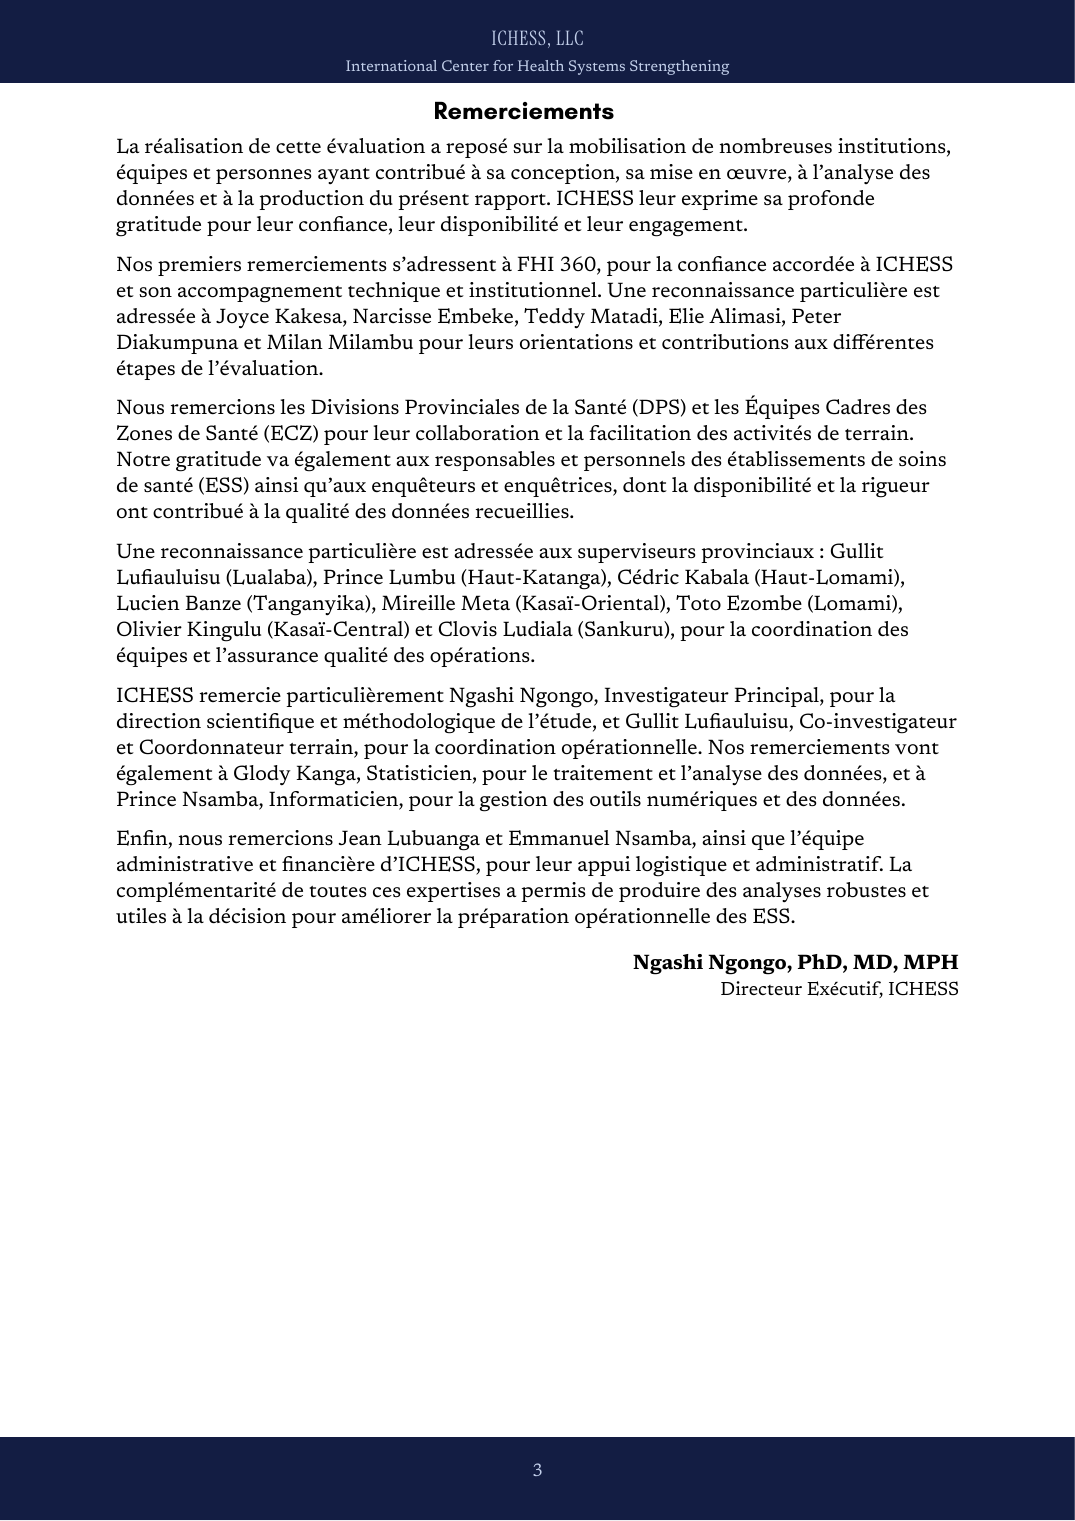 ICHESS, LLC
International Center for Health Systems Strengthening
Remerciements
La réalisation de cette évaluation a reposé sur la mobilisation de nombreuses institutions,
équipes et personnes ayant contribué à sa conception, sa mise en œuvre, à l’analyse des
données et à la production du présent rapport. ICHESS leur exprime sa profonde
gratitude pour leur confiance, leur disponibilité et leur engagement.
Nos premiers remerciements s’adressent à FHI 360, pour la confiance accordée à ICHESS
et son accompagnement technique et institutionnel. Une reconnaissance particulière est
adressée à Joyce Kakesa, Narcisse Embeke, Teddy Matadi, Elie Alimasi, Peter
Diakumpuna et Milan Milambu pour leurs orientations et contributions aux différentes
étapes de l’évaluation.
Nous remercions les Divisions Provinciales de la Santé (DPS) et les Équipes Cadres des
Zones de Santé (ECZ) pour leur collaboration et la facilitation des activités de terrain.
Notre gratitude va également aux responsables et personnels des établissements de soins
de santé (ESS) ainsi qu’aux enquêteurs et enquêtrices, dont la disponibilité et la rigueur
ont contribué à la qualité des données recueillies.
Une reconnaissance particulière est adressée aux superviseurs provinciaux : Gullit
Lufiauluisu (Lualaba), Prince Lumbu (Haut-Katanga), Cédric Kabala (Haut-Lomami),
Lucien Banze (Tanganyika), Mireille Meta (Kasaï-Oriental), Toto Ezombe (Lomami),
Olivier Kingulu (Kasaï-Central) et Clovis Ludiala (Sankuru), pour la coordination des
équipes et l’assurance qualité des opérations.
ICHESS remercie particulièrement Ngashi Ngongo, Investigateur Principal, pour la
direction scientifique et méthodologique de l’étude, et Gullit Lufiauluisu, Co-investigateur
et Coordonnateur terrain, pour la coordination opérationnelle. Nos remerciements vont
également à Glody Kanga, Statisticien, pour le traitement et l’analyse des données, et à
Prince Nsamba, Informaticien, pour la gestion des outils numériques et des données.
Enfin, nous remercions Jean Lubuanga et Emmanuel Nsamba, ainsi que l’équipe
administrative et financière d’ICHESS, pour leur appui logistique et administratif. La
complémentarité de toutes ces expertises a permis de produire des analyses robustes et
utiles à la décision pour améliorer la préparation opérationnelle des ESS.
Ngashi Ngongo, PhD, MD, MPH
Directeur Exécutif, ICHESS
3